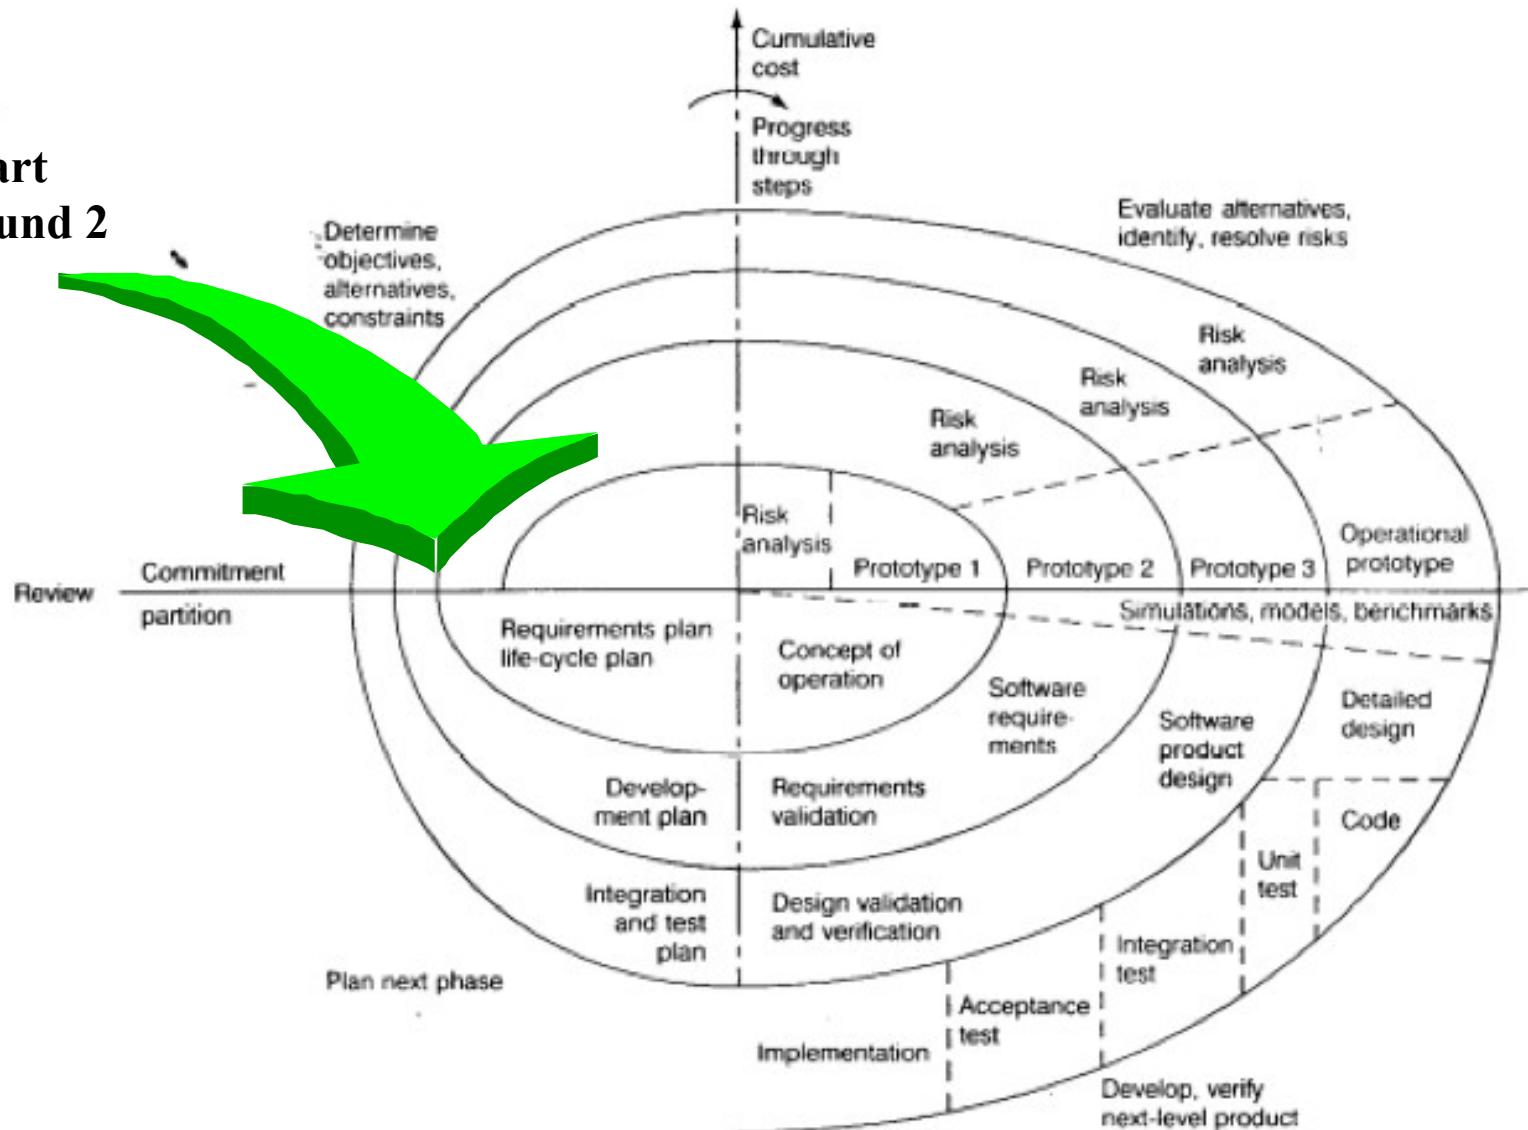 art
und 2
Cumulative
cost
Progress
through
steps
Determine
objectives,
alternatives,
constraints
Evaluate alternatives,
identify, resolve risks
Risk
analysis
Risk
analysis
Risk
analysis
Risk
analysis
Prototype 1
Prototype 2
Prototype 3
Operational
prototype
Review
Commitment
partition
Simulations, models, benchmarks
Requirements plan
life-cycle plan
Concept of
operation
Software
require-
ments
Software
product
design
Detailed
design
Develop-
ment plan
Requirements
validation
Code
Unit
test
Integration
and test
plan
Design validation
and verification
Integration
test
Plan next phase
Acceptance
test
Implementation
Develop, verify
next-level product